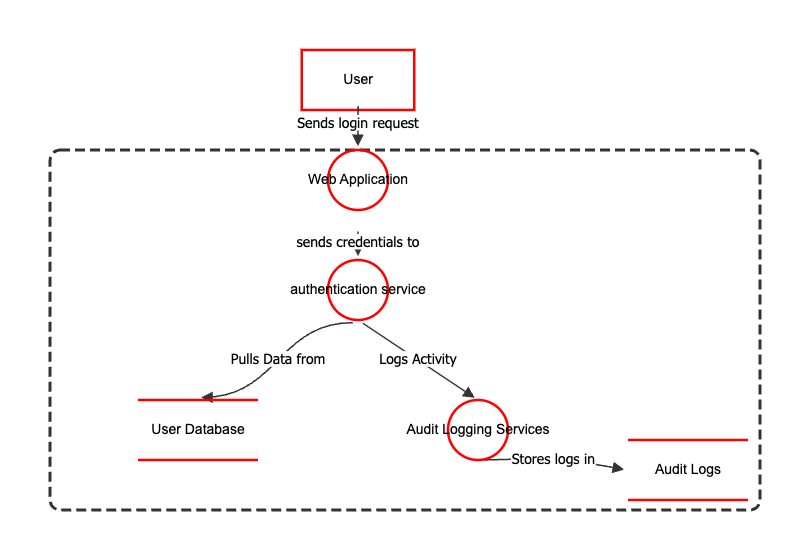 User
Sends login request
Web Application
sends credentials to
authentication service
Pulls Data from
Logs Activity
User Database
Audit Logging Services
Stores logs in
Audit Logs